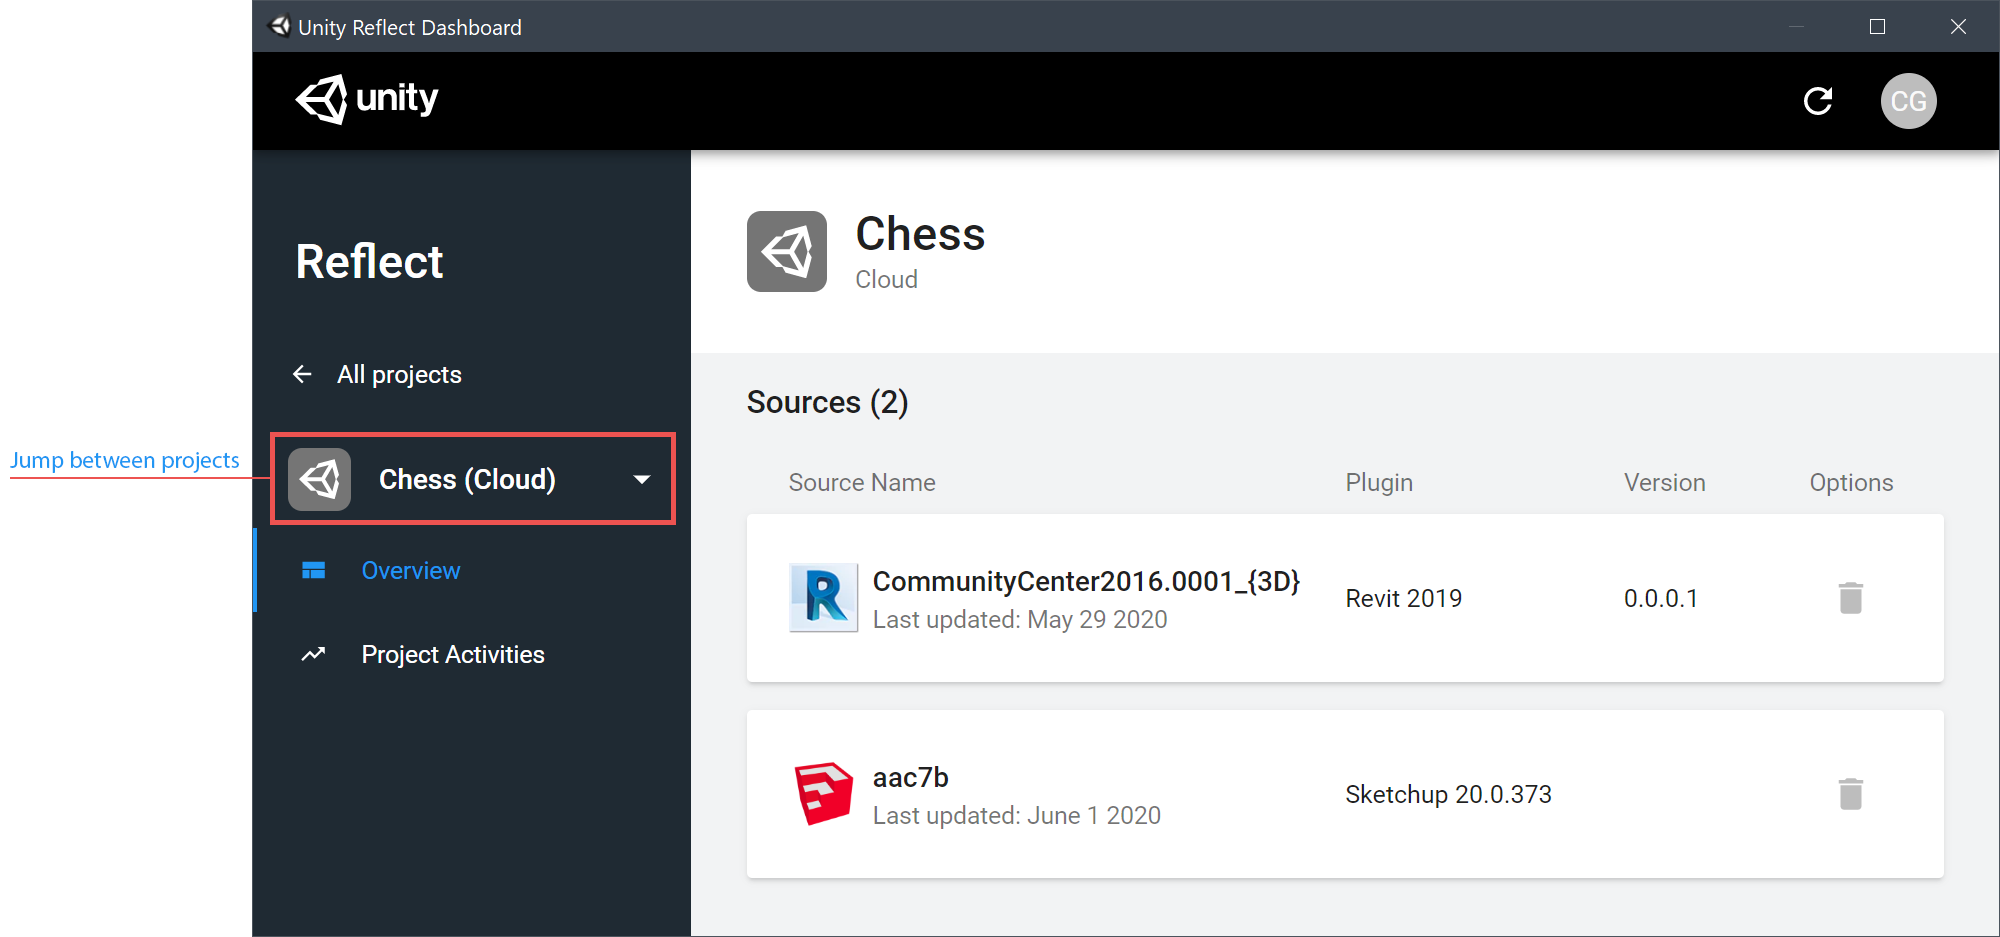 Unity Reflect Dashboard
unity
CG
Reflect
All projects
Jump between projects
Chess (Cloud)
Overview
Project Activities
Chess
Cloud
Sources (2)
Source Name Plugin Version Options
CommunityCenter2016.0001_{3D}
Last updated: May 29 2020
Revit 2019
0.0.0.1
aac7b
Last updated: June 1 2020
Sketchup 20.0.373